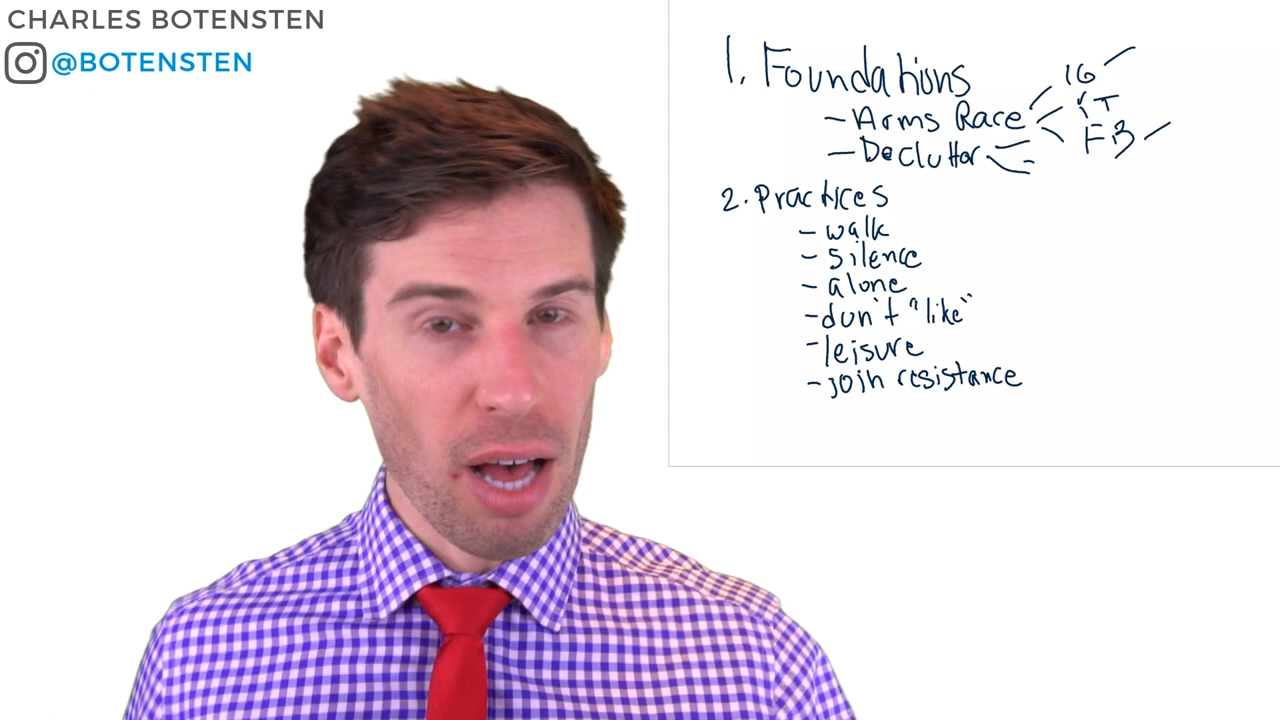 CHARLES BOTENSTEN
@BOTENSTEN
1. Foundations
- Arms Race IG
YT
FB
- Declutter
2. Practices
- walk
- silence
- alone
- don't "like"
- leisure
- join resistance